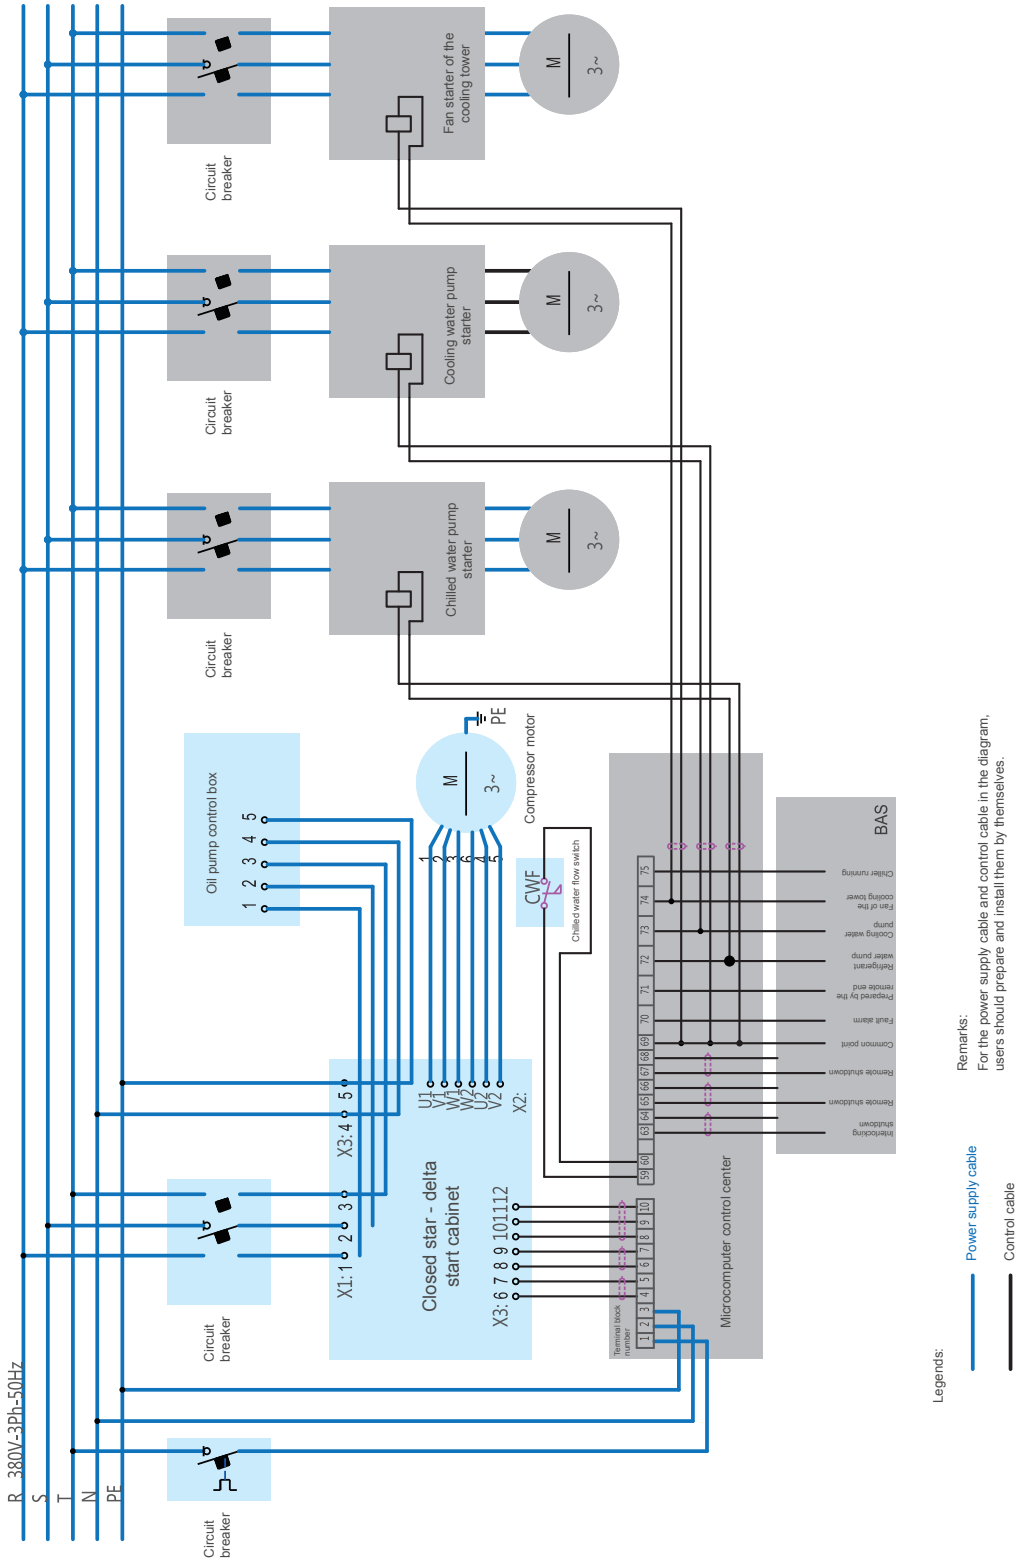 R 380V-3Ph-50Hz
S
T
N
PE
Circuit
breaker
Circuit
breaker
Circuit
breaker
Circuit
breaker
Circuit
breaker
Oil pump control box
1 2 3 4 5
Chilled water pump
starter
Cooling water pump
starter
Fan starter of the
cooling tower
M
3~
M
3~
M
3~
M
3~
PE
Compressor motor
1
2
3
6
4
5
X1: 1 2 3
X3: 4 5
U1
V1
W1
W2
U2
V2
X2:
Closed star - delta
start cabinet
X3: 6 7 8 9 10 11 12
CWF
Chilled water flow switch
Terminal block
number
1 2 3 4 5 6 7 8 9 10
59 60 63 64 65 66 67 68 69 70 71 72 73 74 75
Microcomputer control center
Interlocking
shutdown
Remote shutdown
Remote shutdown
Common point
Fault alarm
Prepared by the
remote end
Refrigerant
water pump
Cooling water
pump
Fan of the
cooling tower
Chiller running
BAS
Legends:
Power supply cable
Control cable
Remarks:
For the power supply cable and control cable in the diagram,
users should prepare and install them by themselves.